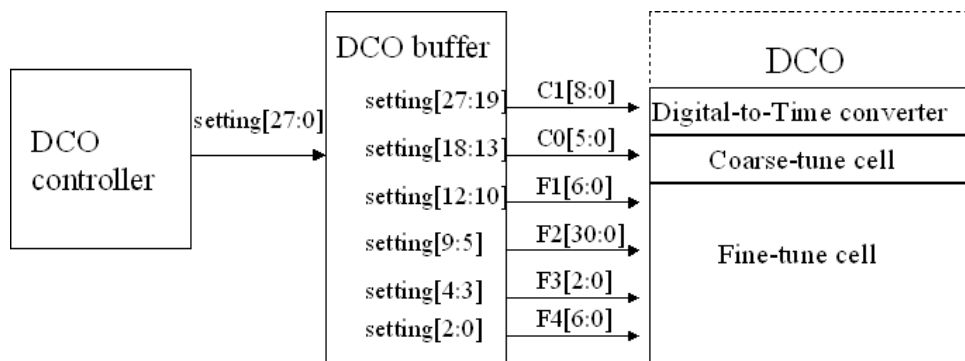 DCO
controller
setting[27:0]
DCO buffer
setting[27:19]
setting[18:13]
setting[12:10]
setting[9:5]
setting[4:3]
setting[2:0]
C1[8:0]
C0[5:0]
F1[6:0]
F2[30:0]
F3[2:0]
F4[6:0]
DCO
Digital-to-Time converter
Coarse-tune cell
Fine-tune cell